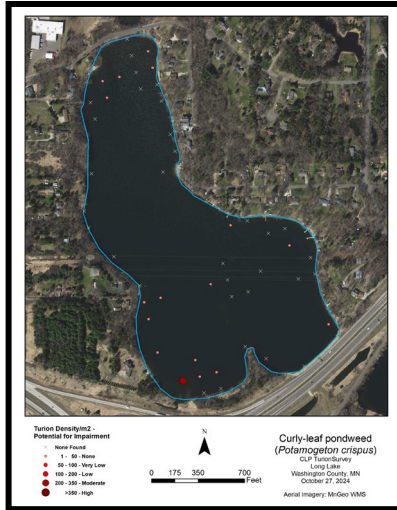 Turion Density/m2 -
Potential for Impairment
None Found
1 - 50 - None
50 - 100 - Very Low
100 - 200 - Low
200 - 350 - Moderate
>350 - High
N
0 175 350 700
Feet
Curly-leaf pondweed
(Potamogeton crispus)
CLP TurionSurvey
Long Lake
Washington County, MN
October 27, 2024
Aerial Imagery: MnGeo WMS